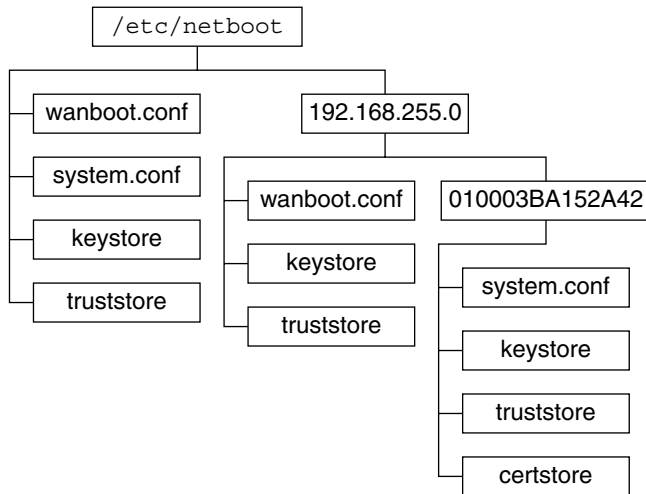 /etc/netboot
wanboot.conf
system.conf
keystore
truststore
192.168.255.0
wanboot.conf
keystore
truststore
010003BA152A42
system.conf
keystore
truststore
certstore